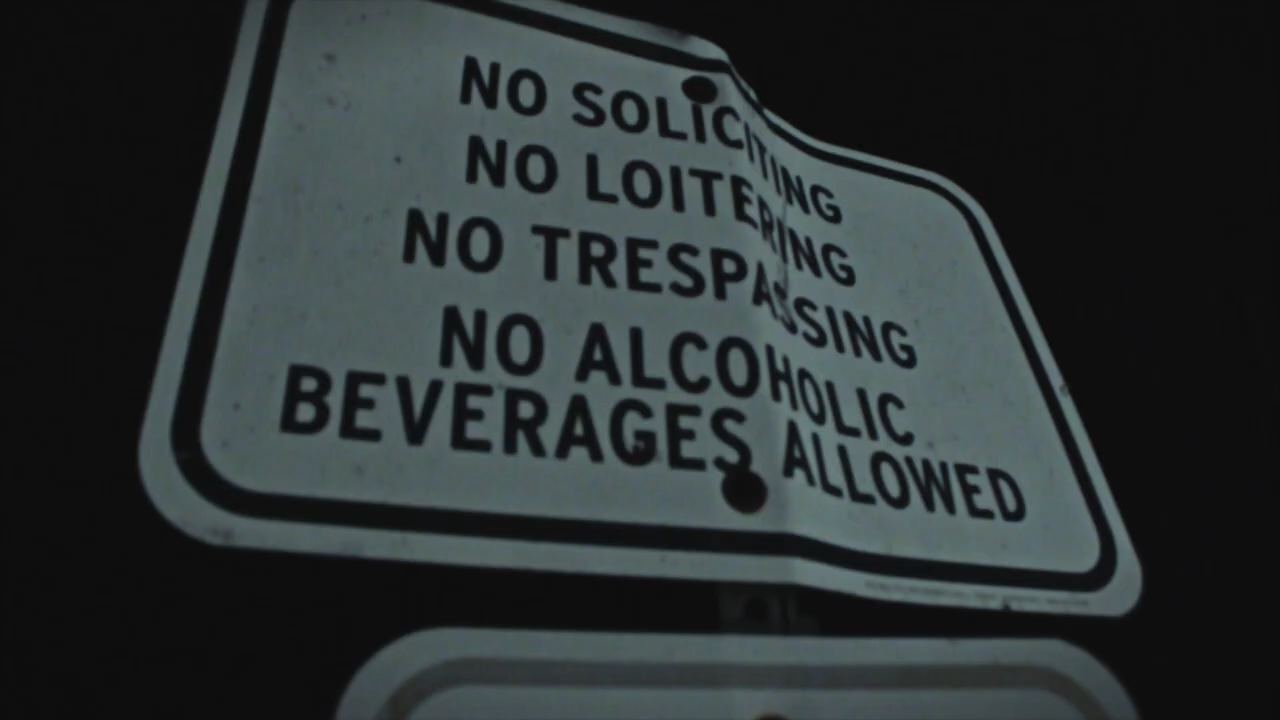 NO SOLICITING
NO LOITERING
NO TRESPASSING
NO ALCOHOLIC
BEVERAGES ALLOWED